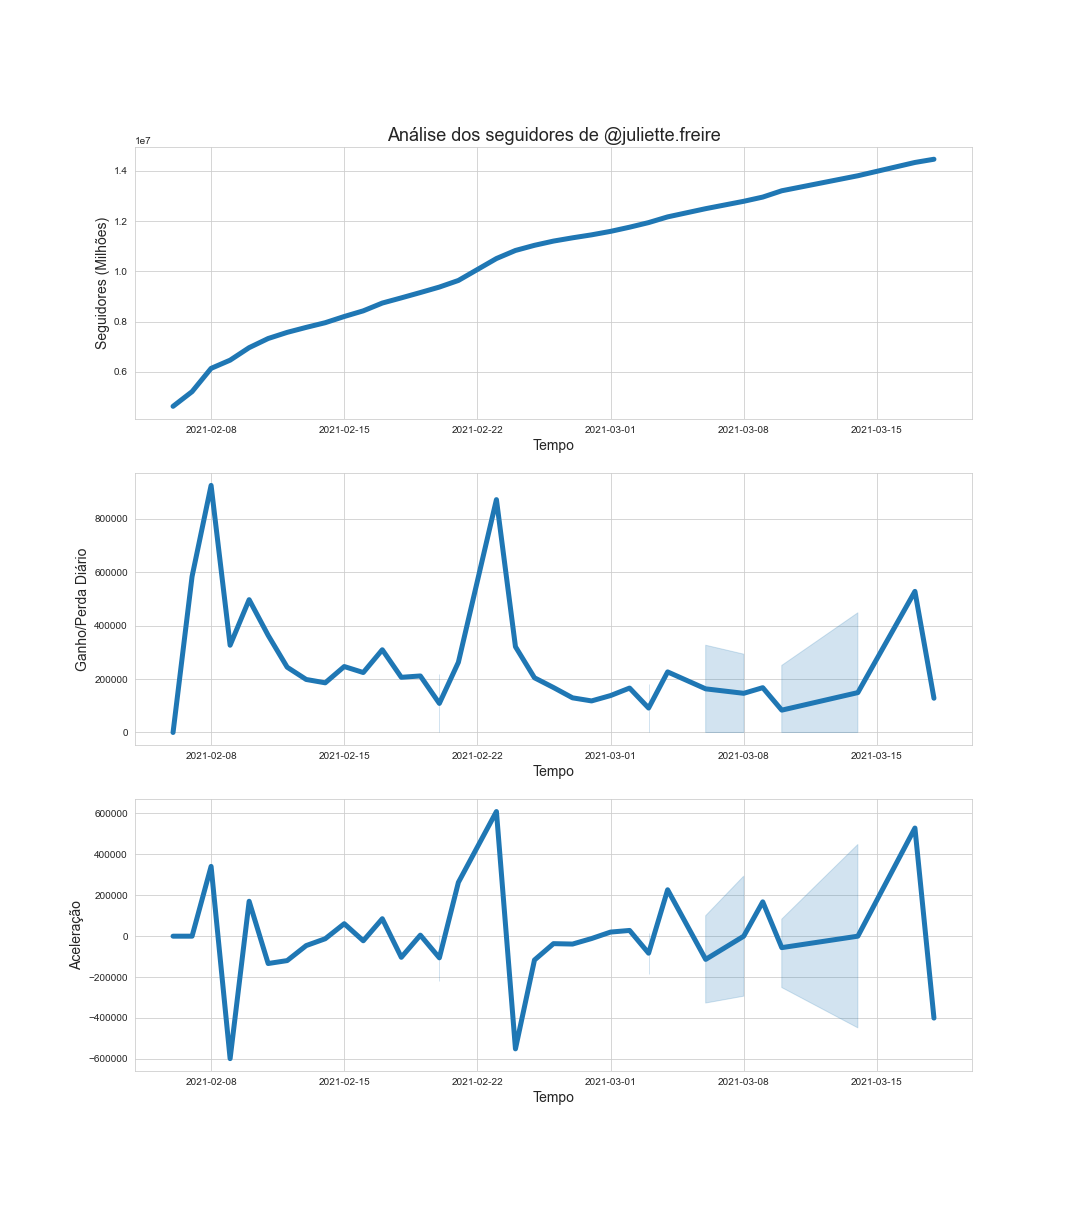 Análise dos seguidores de @juliette.freire
1e7
1.4
1.2
1.0
0.8
0.6
Seguidores (Milhões)
2021-02-08 2021-02-15 2021-02-22 2021-03-01 2021-03-08 2021-03-15
Tempo
800000
600000
400000
200000
0
Ganho/Perda Diário
2021-02-08 2021-02-15 2021-02-22 2021-03-01 2021-03-08 2021-03-15
Tempo
600000
400000
200000
0
−200000
−400000
−600000
Aceleração
2021-02-08 2021-02-15 2021-02-22 2021-03-01 2021-03-08 2021-03-15
Tempo